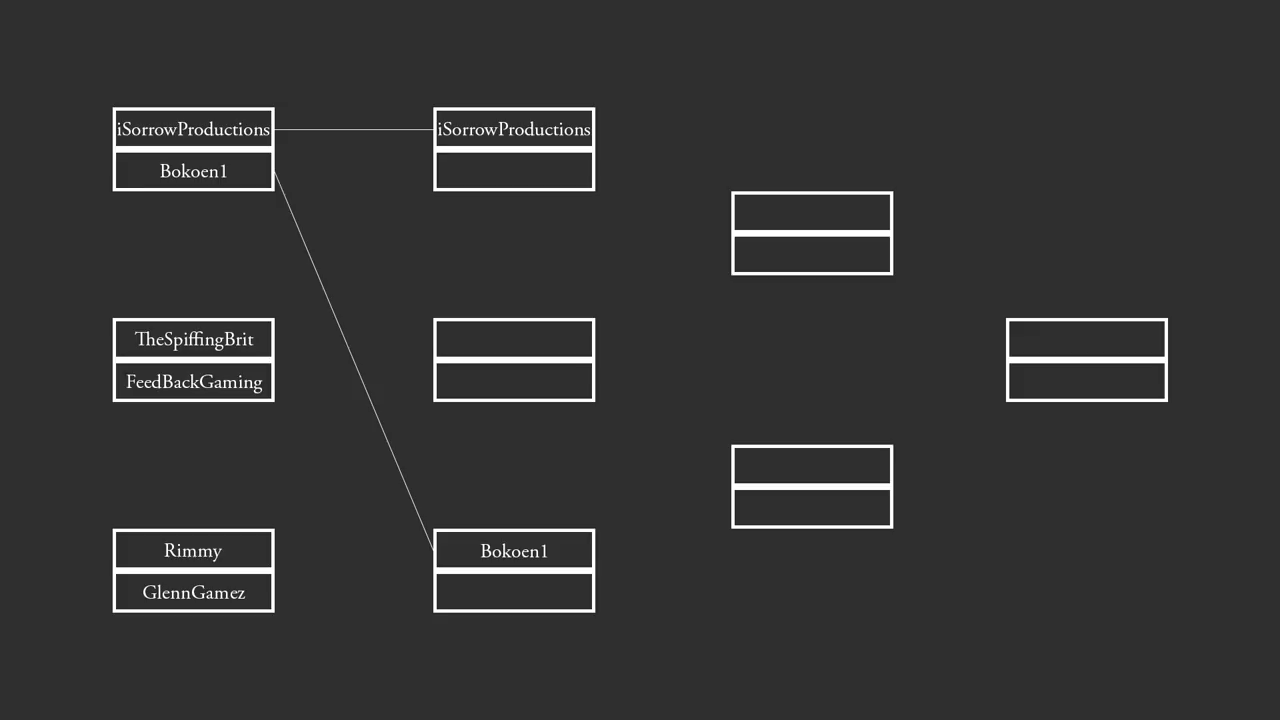 iSorrowProductions
Bokoen1
TheSpiffingBrit
FeedBackGaming
Rimmy
GlennGamez
iSorrowProductions
Bokoen1